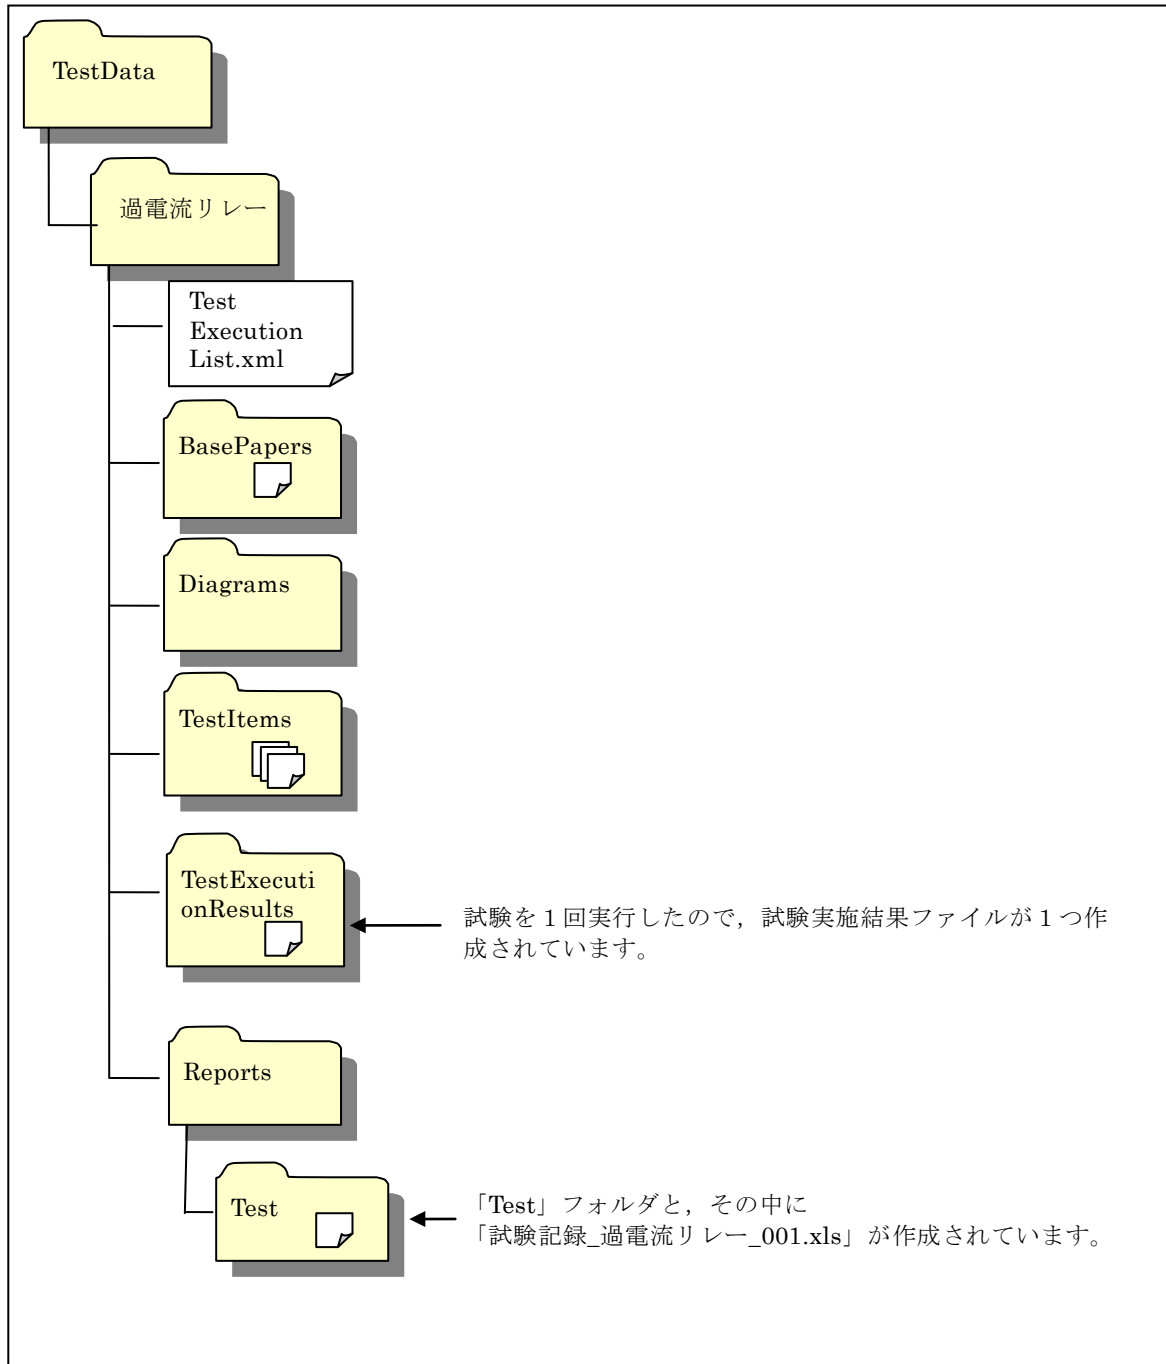 TestData
過電流リレー
Test
Execution
List.xml
BasePapers
Diagrams
TestItems
TestExecuti
onResults
試験を1回実行したので，試験実施結果ファイルが1つ作
成されています。
Reports
Test
「Test」フォルダと，その中に
「試験記録_過電流リレー_001.xls」が作成されています。